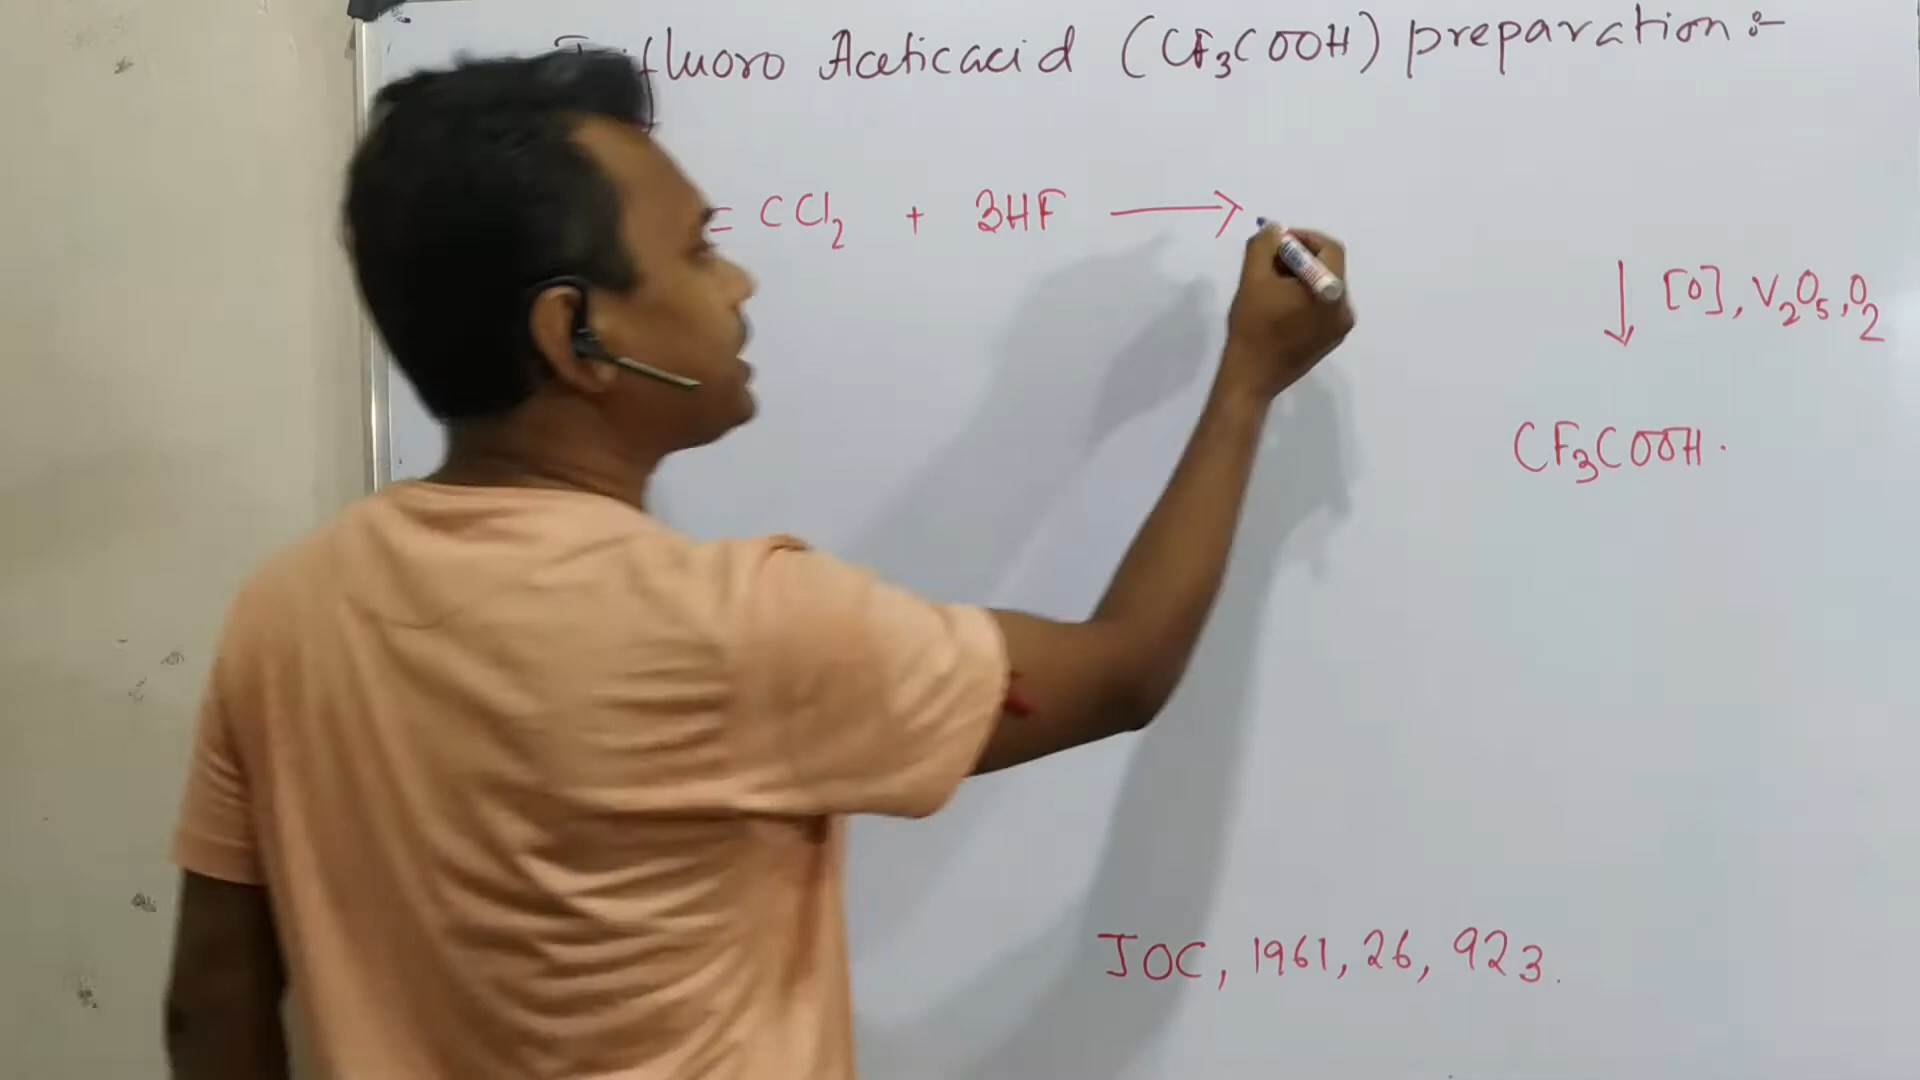 fluoro Aceticacid (CF₃COOH) preparation :-
= CCl₂ + 3HF ⟶
↓ [O], V₂O₅, O₂
CF₃COOH.
JOC, 1961, 26, 923.